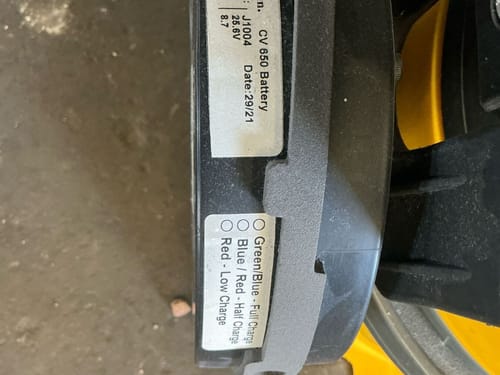 n. CV 650 Battery
: J1004 Date:29/21
25.6V
8.7
Green/Blue - Full Charge
Blue / Red - Half Charge
Red - Low Charge